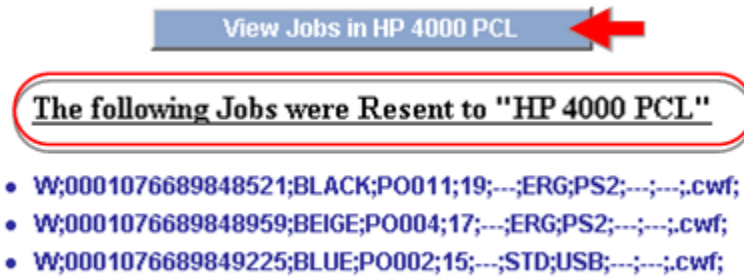 View Jobs in HP 4000 PCL
The following Jobs were Resent to "HP 4000 PCL"
• W;0001076689848521;BLACK;PO011;19;---;ERG;PS2;---;---;.cwf;
• W;0001076689848959;BEIGE;PO004;17;---;ERG;PS2;---;---;.cwf;
• W;0001076689849225;BLUE;PO002;15;---;STD;USB;---;---;.cwf;